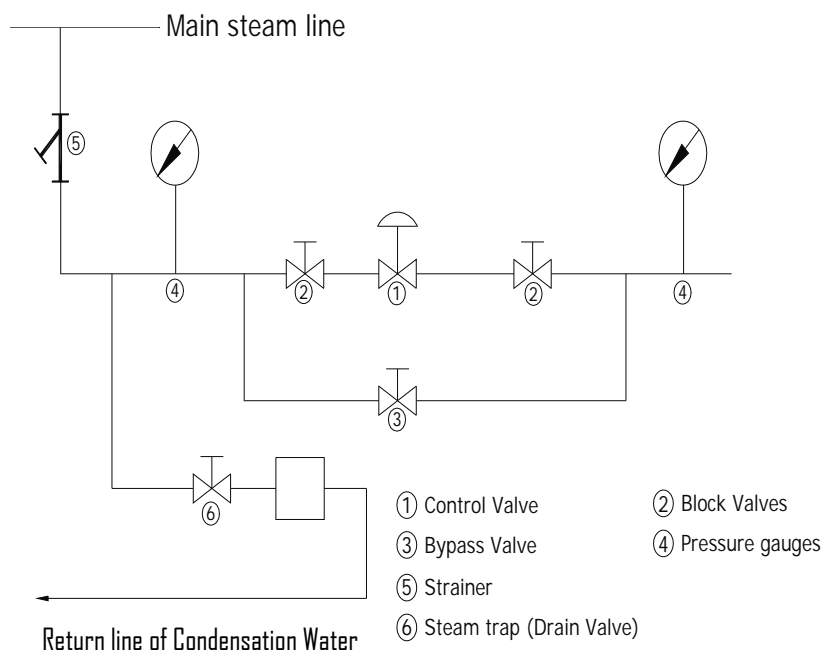 Main steam line
⑤
④
②
①
②
④
③
⑥
① Control Valve
② Block Valves
③ Bypass Valve
④ Pressure gauges
⑤ Strainer
⑥ Steam trap (Drain Valve)
Return line of Condensation Water